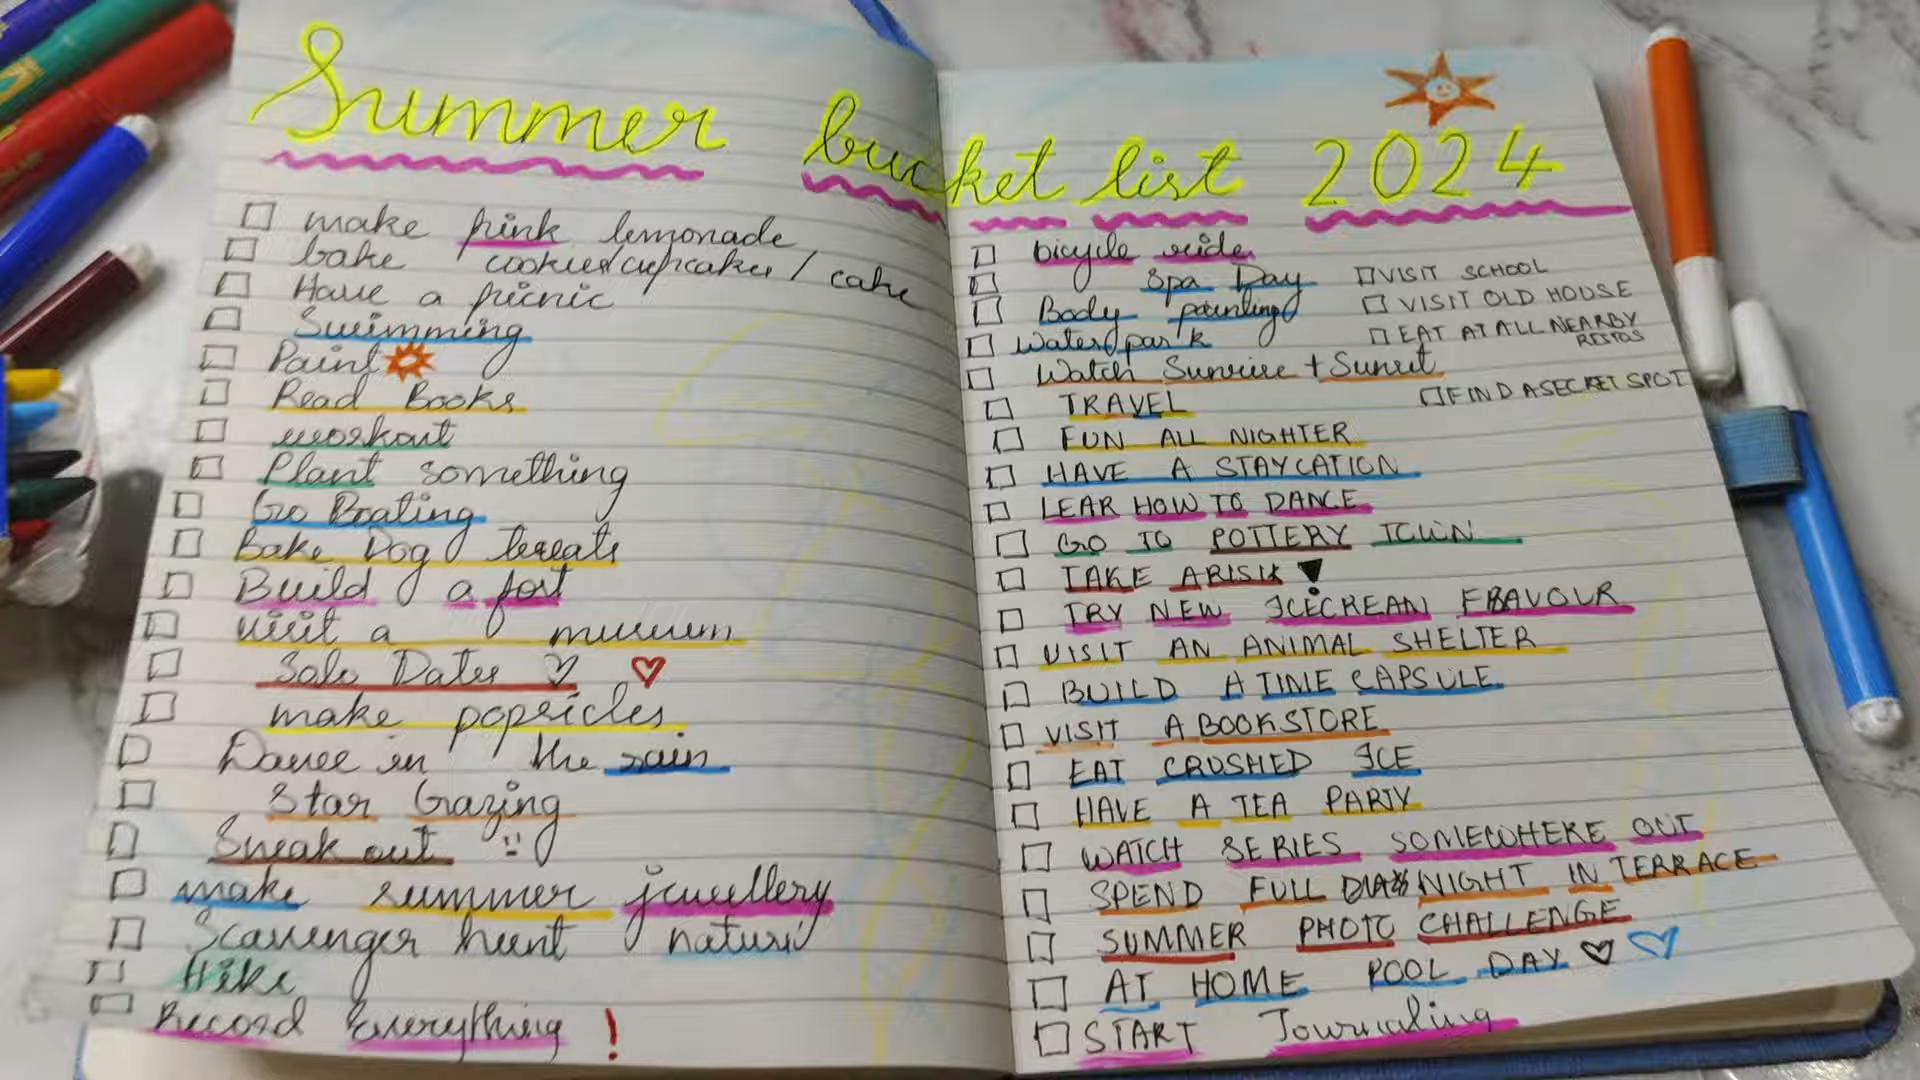 Summer bucket list 2024
make pink lemonade
bake cookies/cupcakes/cake
Have a picnic
Swimming
Paint
Read Books
workout
Plant something
Go Boating
Bake Dog treats
Build a fort
Visit a museum
Solo Dates
make popsicles
Dance in the rain
Star Gazing
Sneak out
make summer jewellery
Scavenger hunt nature
Hike
Record Everything !
bicycle ride
Spa Day
Body painting
Water park
Watch Sunrise + Sunset
TRAVEL
FUN ALL NIGHTER
HAVE A STAYCATION
LEAR HOW TO DANCE
GO TO POTTERY TOWN
TAKE A RISK
TRY NEW ICECREAM FLAVOUR
VISIT AN ANIMAL SHELTER
BUILD A TIME CAPSULE
VISIT A BOOKSTORE
EAT CRUSHED ICE
HAVE A TEA PARTY
WATCH SERIES SOMEWHERE OUT
SPEND FULL NIGHT IN TERRACE
SUMMER PHOTO CHALLENGE
AT HOME POOL DAY
START Journaling
VISIT SCHOOL
VISIT OLD HOUSE
EAT AT ALL NEARBY
RESTOS
FIND A SECRET SPOT